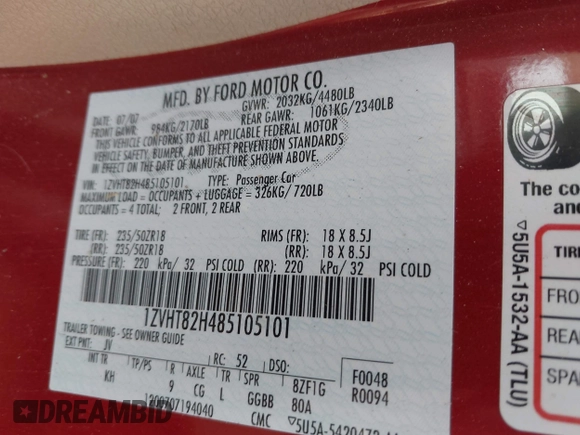 MFD. BY FORD MOTOR CO.
DATE: 07/07
GVWR: 2032KG/4480LB
FRONT GAWR: 984KG/2170LB
REAR GAWR: 1061KG/2340LB
THIS VEHICLE CONFORMS TO ALL APPLICABLE FEDERAL MOTOR
VEHICLE SAFETY, BUMPER, AND THEFT PREVENTION STANDARDS
IN EFFECT ON THE DATE OF MANUFACTURE SHOWN ABOVE.
VIN: 1ZVHT82H485105101 TYPE: Passenger Car
MAXIMUM LOAD = OCCUPANTS + LUGGAGE = 326KG/ 720LB
OCCUPANTS = 4 TOTAL; 2 FRONT, 2 REAR
TIRE (FR): 235/50ZR18 RIMS (FR): 18 X 8.5J
(RR): 235/50ZR18 (RR): 18 X 8.5J
PRESSURE (FR): 220 kPa/ 32 PSI COLD (RR): 220 kPa/ 32 PSI COLD
1ZVHT82H485105101
TRAILER TOWING - SEE OWNER GUIDE
EXT PNT: JV RC: 52 DSO:
INT TR TP/PS R AXLE TR SPR 8ZF1G F0048
KH 9 CG L GGBB 80A R0094
CMC
The co
and
TIRE
FRO
REA
SPA
5U5A-1532-AA (TLU)
DREAMBID